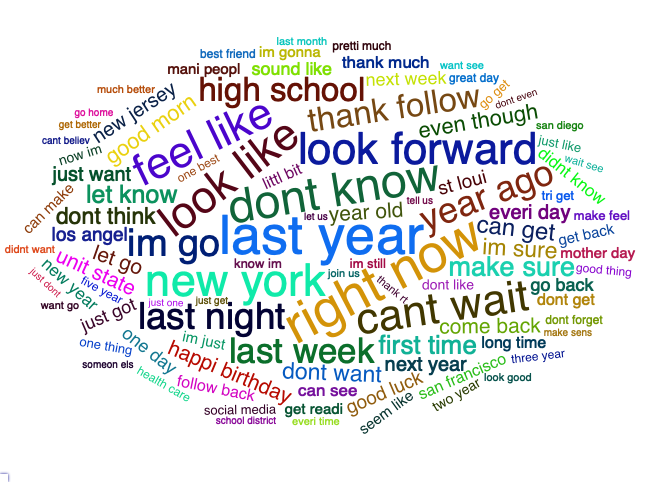 last month
pretti much
best friend
im gonna
thank much
want see
mani peopl
sound like
next week
great day
much better
high school
go get
new jersey
thank follow
dont even
go home
good morn
even though
get better
feel like
san diego
cant believ
look like
look forward
just like
now im
one best
didnt know
wait see
just want
littl bit
dont know
st loui
can make
let know
year ago
tell us
tri get
dont think
let us
year old
everi day
make feel
los angel
im go
last year
can get
get back
didnt want
let go
know im
im still
right now
im sure
mother day
unit state
new york
join us
make sure
good thing
just dont
new year
five year
thank rt
dont like
go back
want go
just got
just one
just get
cant wait
dont get
last night
come back
dont forget
one thing
one day
im just
last week
first time
long time
make sens
someon els
happi birthday
dont want
next year
san francisco
three year
health care
follow back
can see
good luck
look good
social media
get readi
seem like
two year
school district
everi time